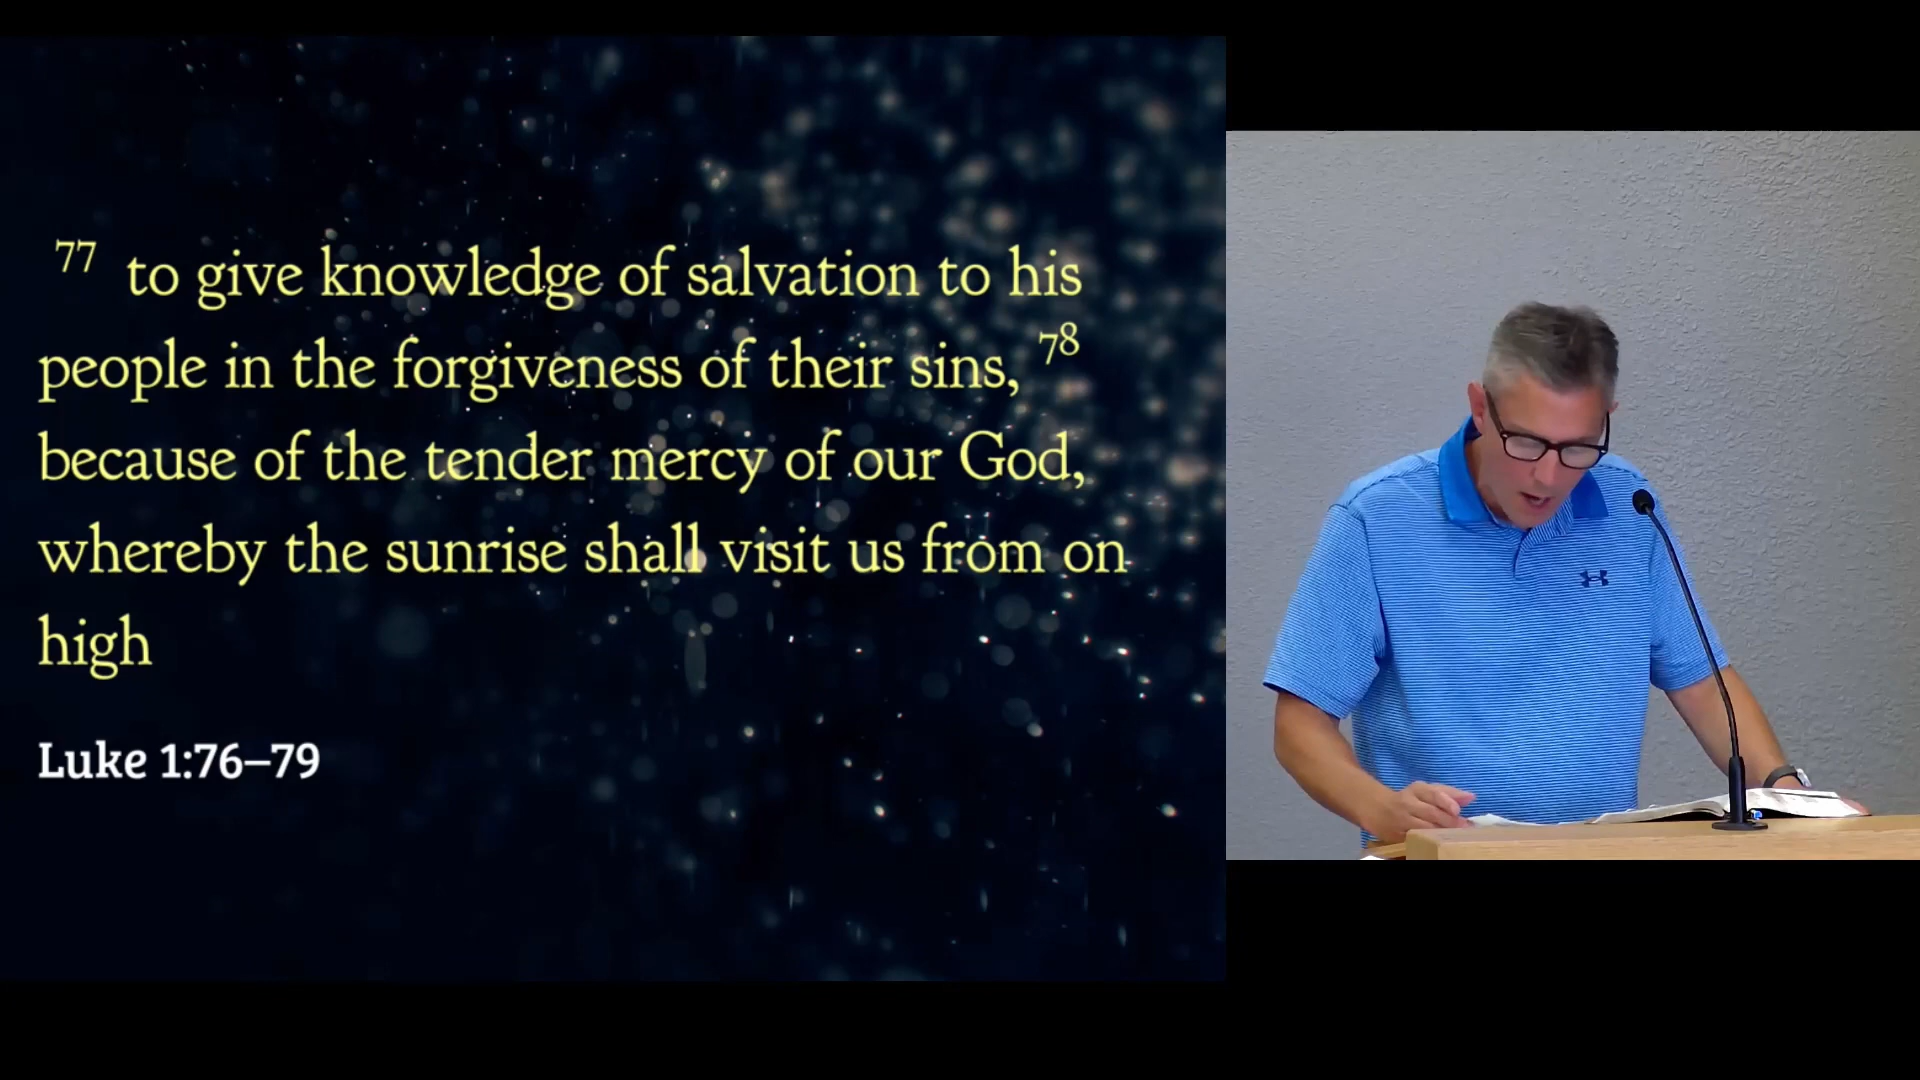 77 to give knowledge of salvation to his
people in the forgiveness of their sins, 78
because of the tender mercy of our God,
whereby the sunrise shall visit us from on
high
Luke 1:76–79